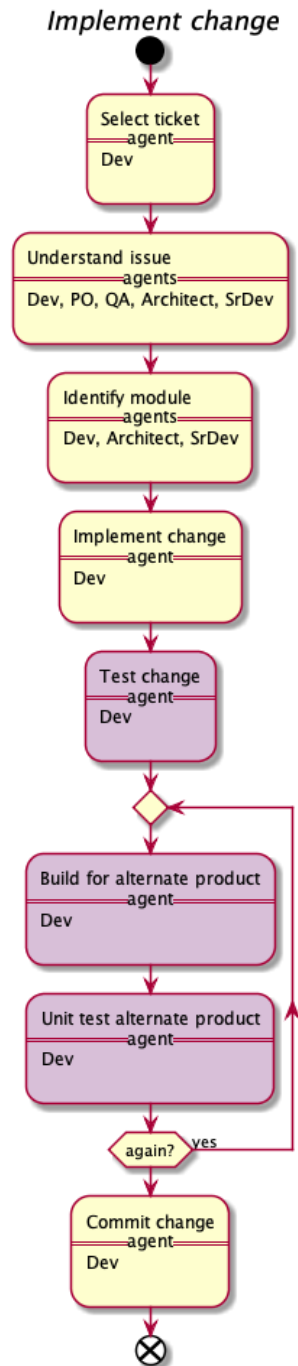 Implement change
Select ticket
agent
Dev
Understand issue
agents
Dev, PO, QA, Architect, SrDev
Identify module
agents
Dev, Architect, SrDev
Implement change
agent
Dev
Test change
agent
Dev
Build for alternate product
agent
Dev
Unit test alternate product
agent
Dev
again?
yes
Commit change
agent
Dev